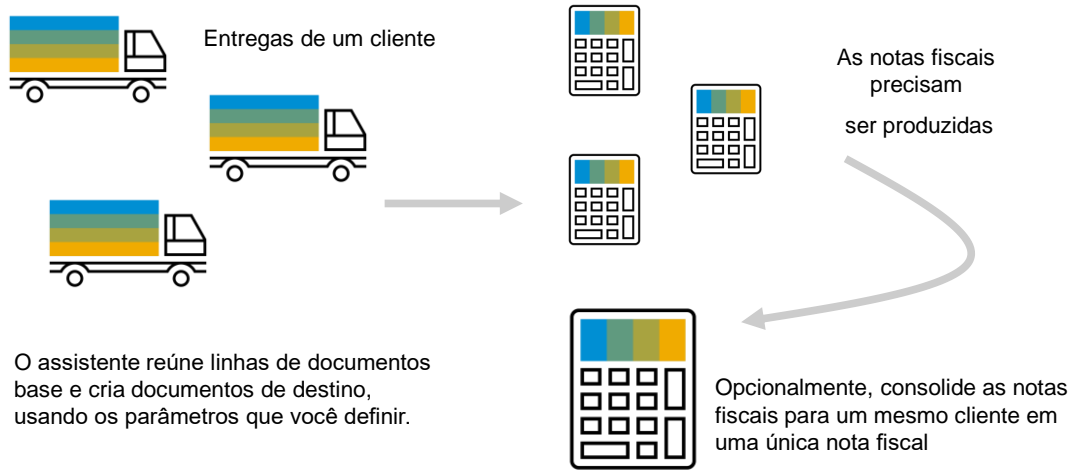 Entregas de um cliente
As notas fiscais
precisam
ser produzidas
O assistente reúne linhas de documentos
base e cria documentos de destino,
usando os parâmetros que você definir.
Opcionalmente, consolide as notas
fiscais para um mesmo cliente em
uma única nota fiscal